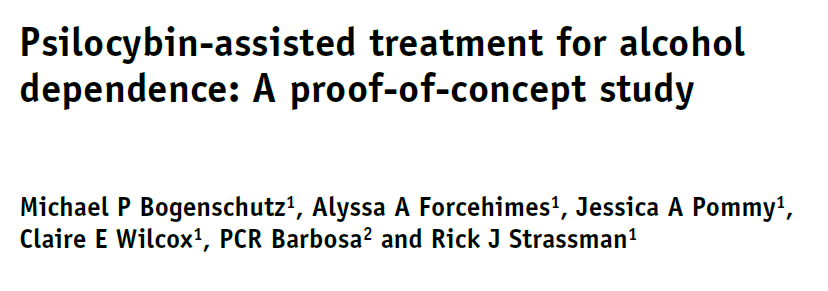 Psilocybin-assisted treatment for alcohol
dependence: A proof-of-concept study
Michael P Bogenschutz¹, Alyssa A Forcehimes¹, Jessica A Pommy¹,
Claire E Wilcox¹, PCR Barbosa² and Rick J Strassman¹